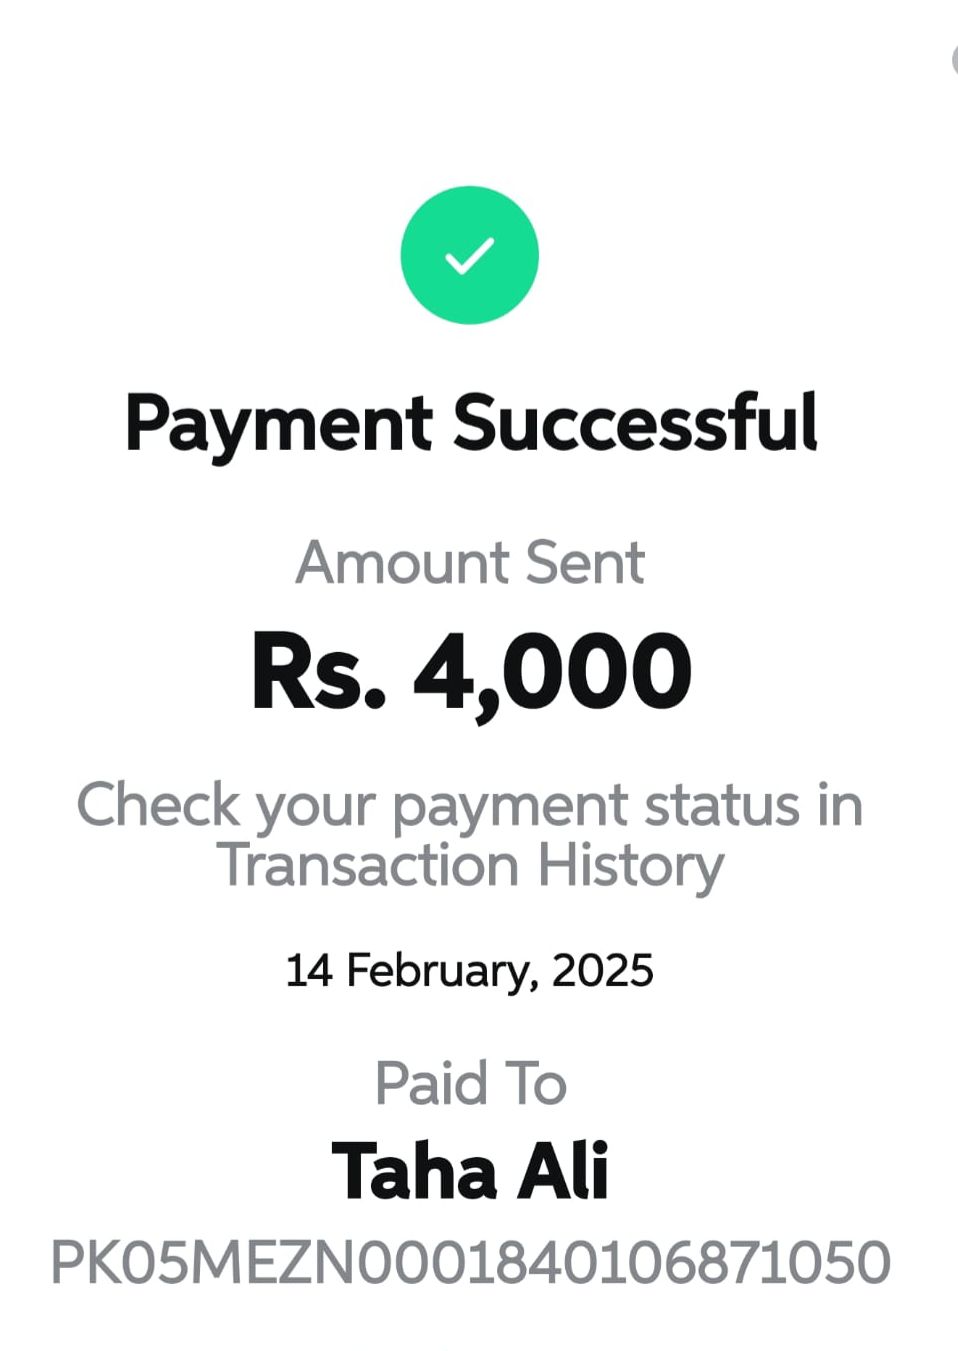 Payment Successful
Amount Sent
Rs. 4,000
Check your payment status in
Transaction History
14 February, 2025
Paid To
Taha Ali
PK05MEZN0001840106871050